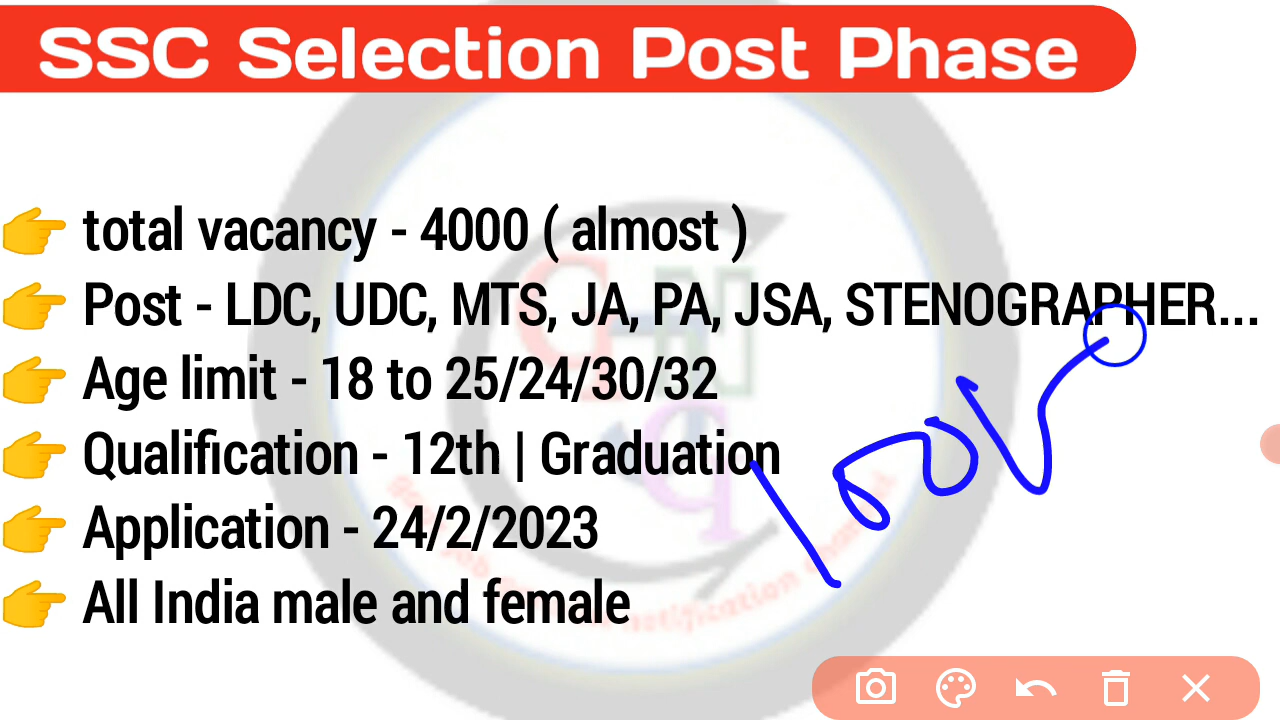 SSC Selection Post Phase
👉 total vacancy - 4000 ( almost )
👉 Post - LDC, UDC, MTS, JA, PA, JSA, STENOGRAPHER...
👉 Age limit - 18 to 25/24/30/32
👉 Qualification - 12th | Graduation
👉 Application - 24/2/2023
👉 All India male and female